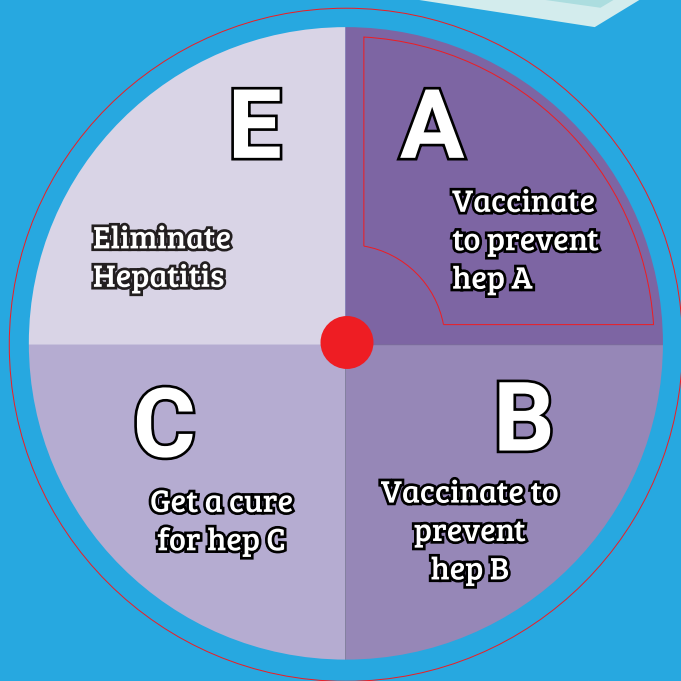 E
Eliminate
Hepatitis
A
Vaccinate
to prevent
hep A
C
Get a cure
for hep C
B
Vaccinate to
prevent
hep B